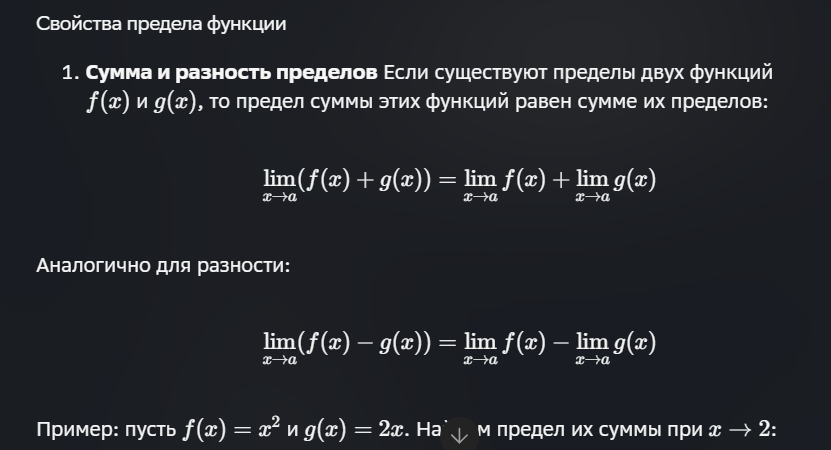 Свойства предела функции
1. Сумма и разность пределов Если существуют пределы двух функций
f(x) и g(x), то предел суммы этих функций равен сумме их пределов:
lim(f(x) + g(x)) = lim f(x) + lim g(x)
x→a x→a x→a
Аналогично для разности:
lim(f(x) − g(x)) = lim f(x) − lim g(x)
x→a x→a x→a
Пример: пусть f(x) = x² и g(x) = 2x. На м предел их суммы при x → 2: